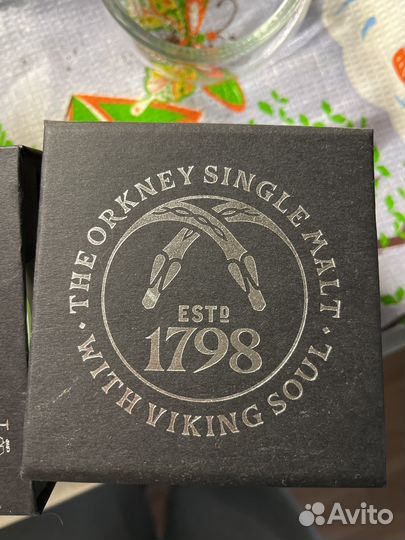 THE ORKNEY SINGLE MALT
ESTD
1798
· WITH VIKING SOUL ·
Avito